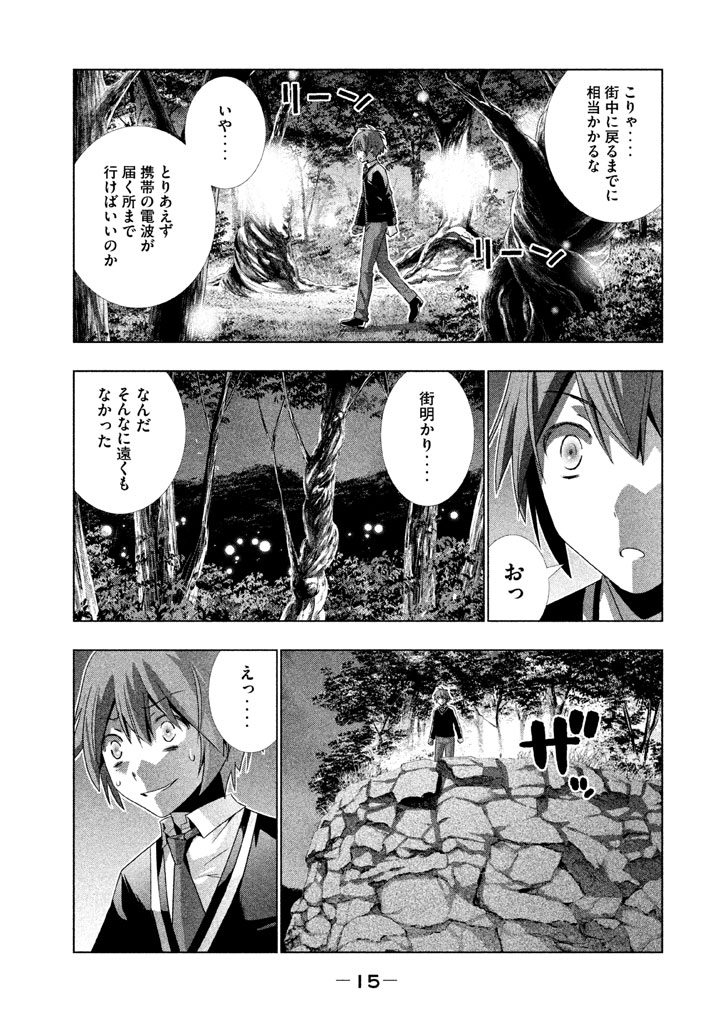 こりゃ‥‥
街中に戻るまでに
相当かかるな
リーン
いや‥‥
とりあえず
携帯の電波が
届く所まで
行けばいいのか
リーン
おっ
街明かり
‥‥
なんだ
そんなに遠くも
なかった
ザッ
えっ
‥‥
－15－